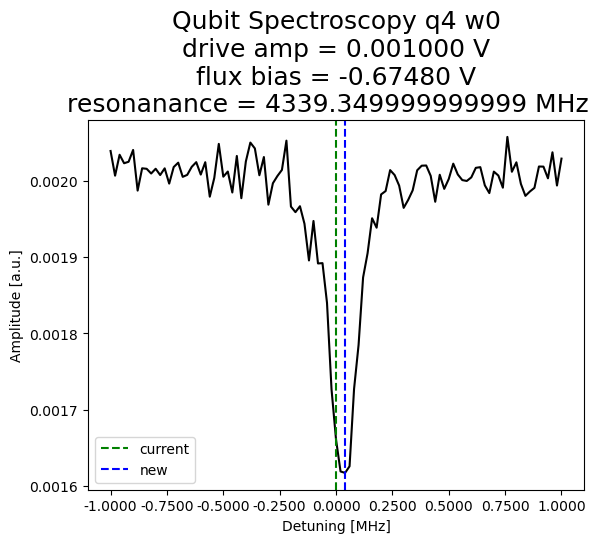 Qubit Spectroscopy q4 w0
drive amp = 0.001000 V
flux bias = -0.67480 V
resonanance = 4339.349999999999 MHz
0.0020
0.0019
0.0018
0.0017
0.0016
Amplitude [a.u.]
current
new
-1.0000 -0.7500 -0.5000 -0.2500 0.0000 0.2500 0.5000 0.7500 1.0000
Detuning [MHz]